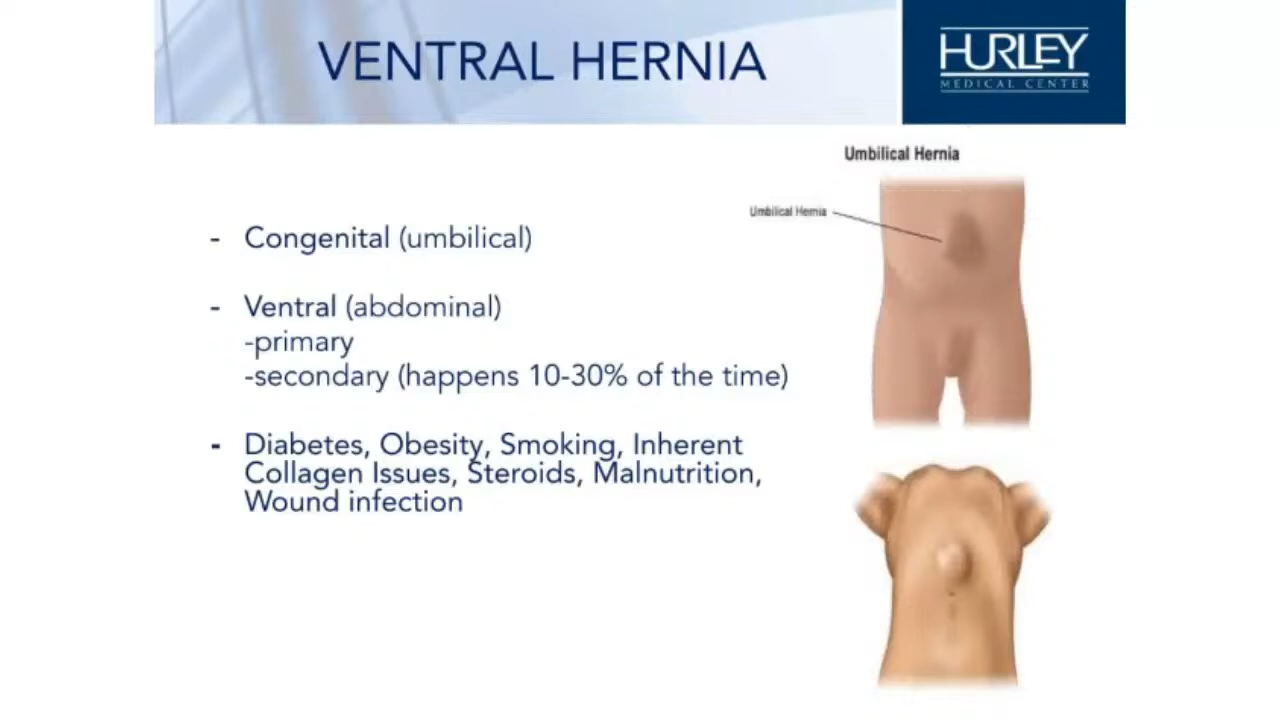 VENTRAL HERNIA
HURLEY
MEDICAL CENTER
Umbilical Hernia
Umbilical Hernia
- Congenital (umbilical)
- Ventral (abdominal)
-primary
-secondary (happens 10-30% of the time)
- Diabetes, Obesity, Smoking, Inherent
Collagen Issues, Steroids, Malnutrition,
Wound infection